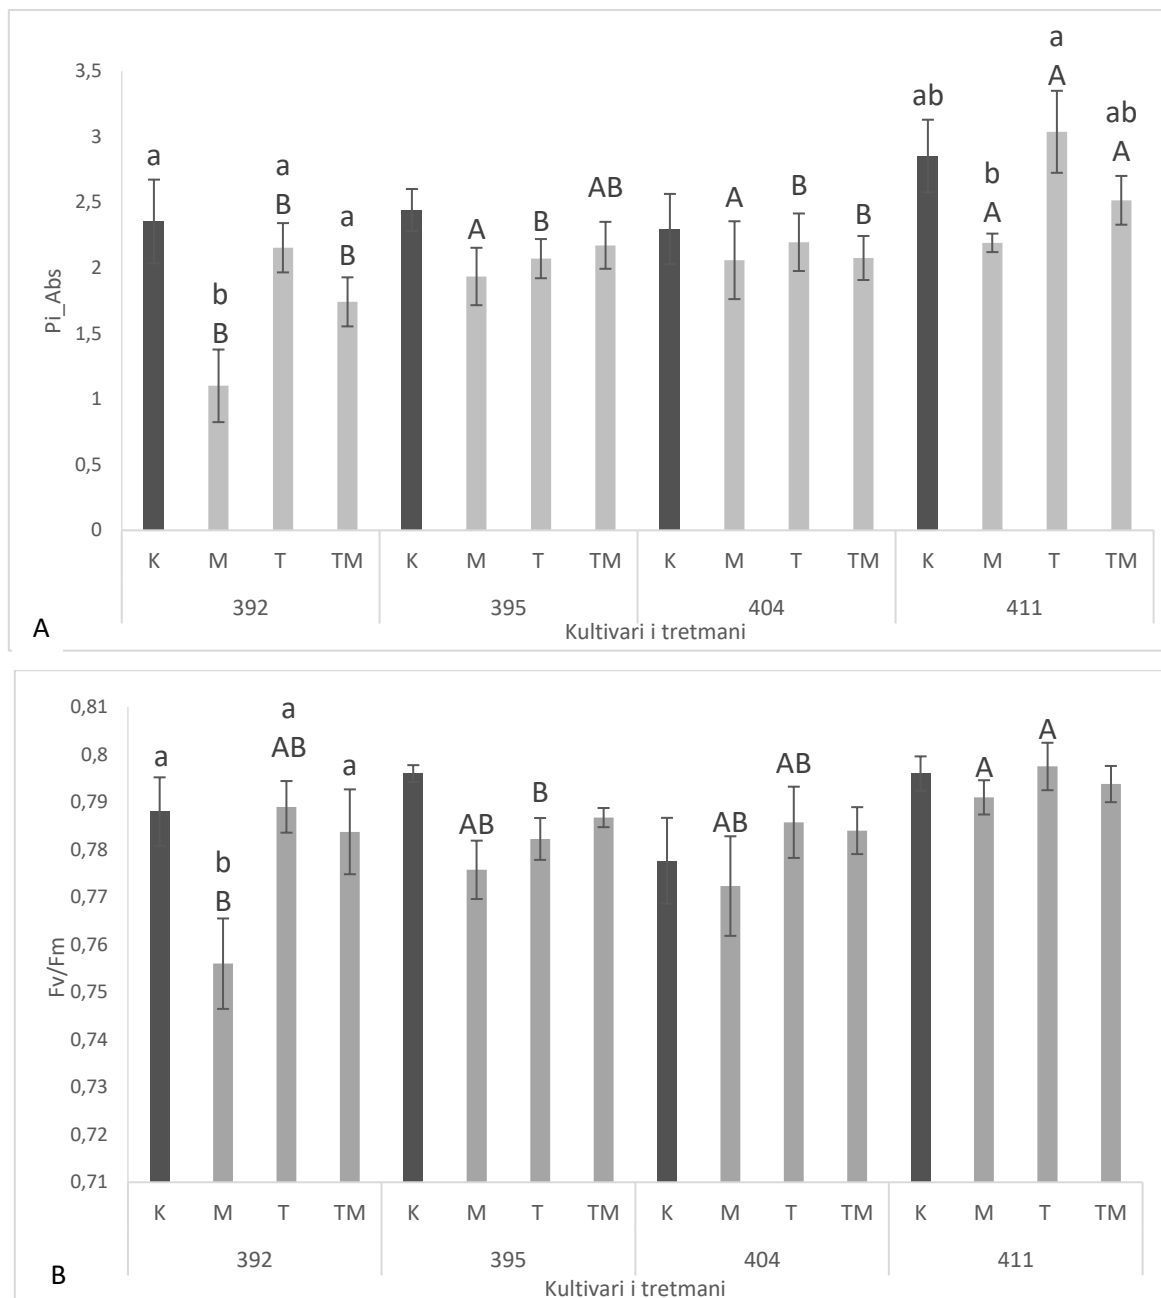 a
a A
3,5
ab
ab
3 a a A
a AB B A b
2,5 B B A B A
2 B
Pi_Abs
b
1,5 B
1
0,5
0
K M T TM K M T TM K M T TM K M T TM
392 395 404 411
A
Kultivari i tretmani
0,81 a
a AB a AB A
0,8 B A
0,79 AB AB
b
0,78 B
0,77
0,76
Fv/Fm
0,75
0,74
0,73
0,72
0,71
K M T TM K M T TM K M T TM K M T TM
392 395 404 411
B
Kultivari i tretmani